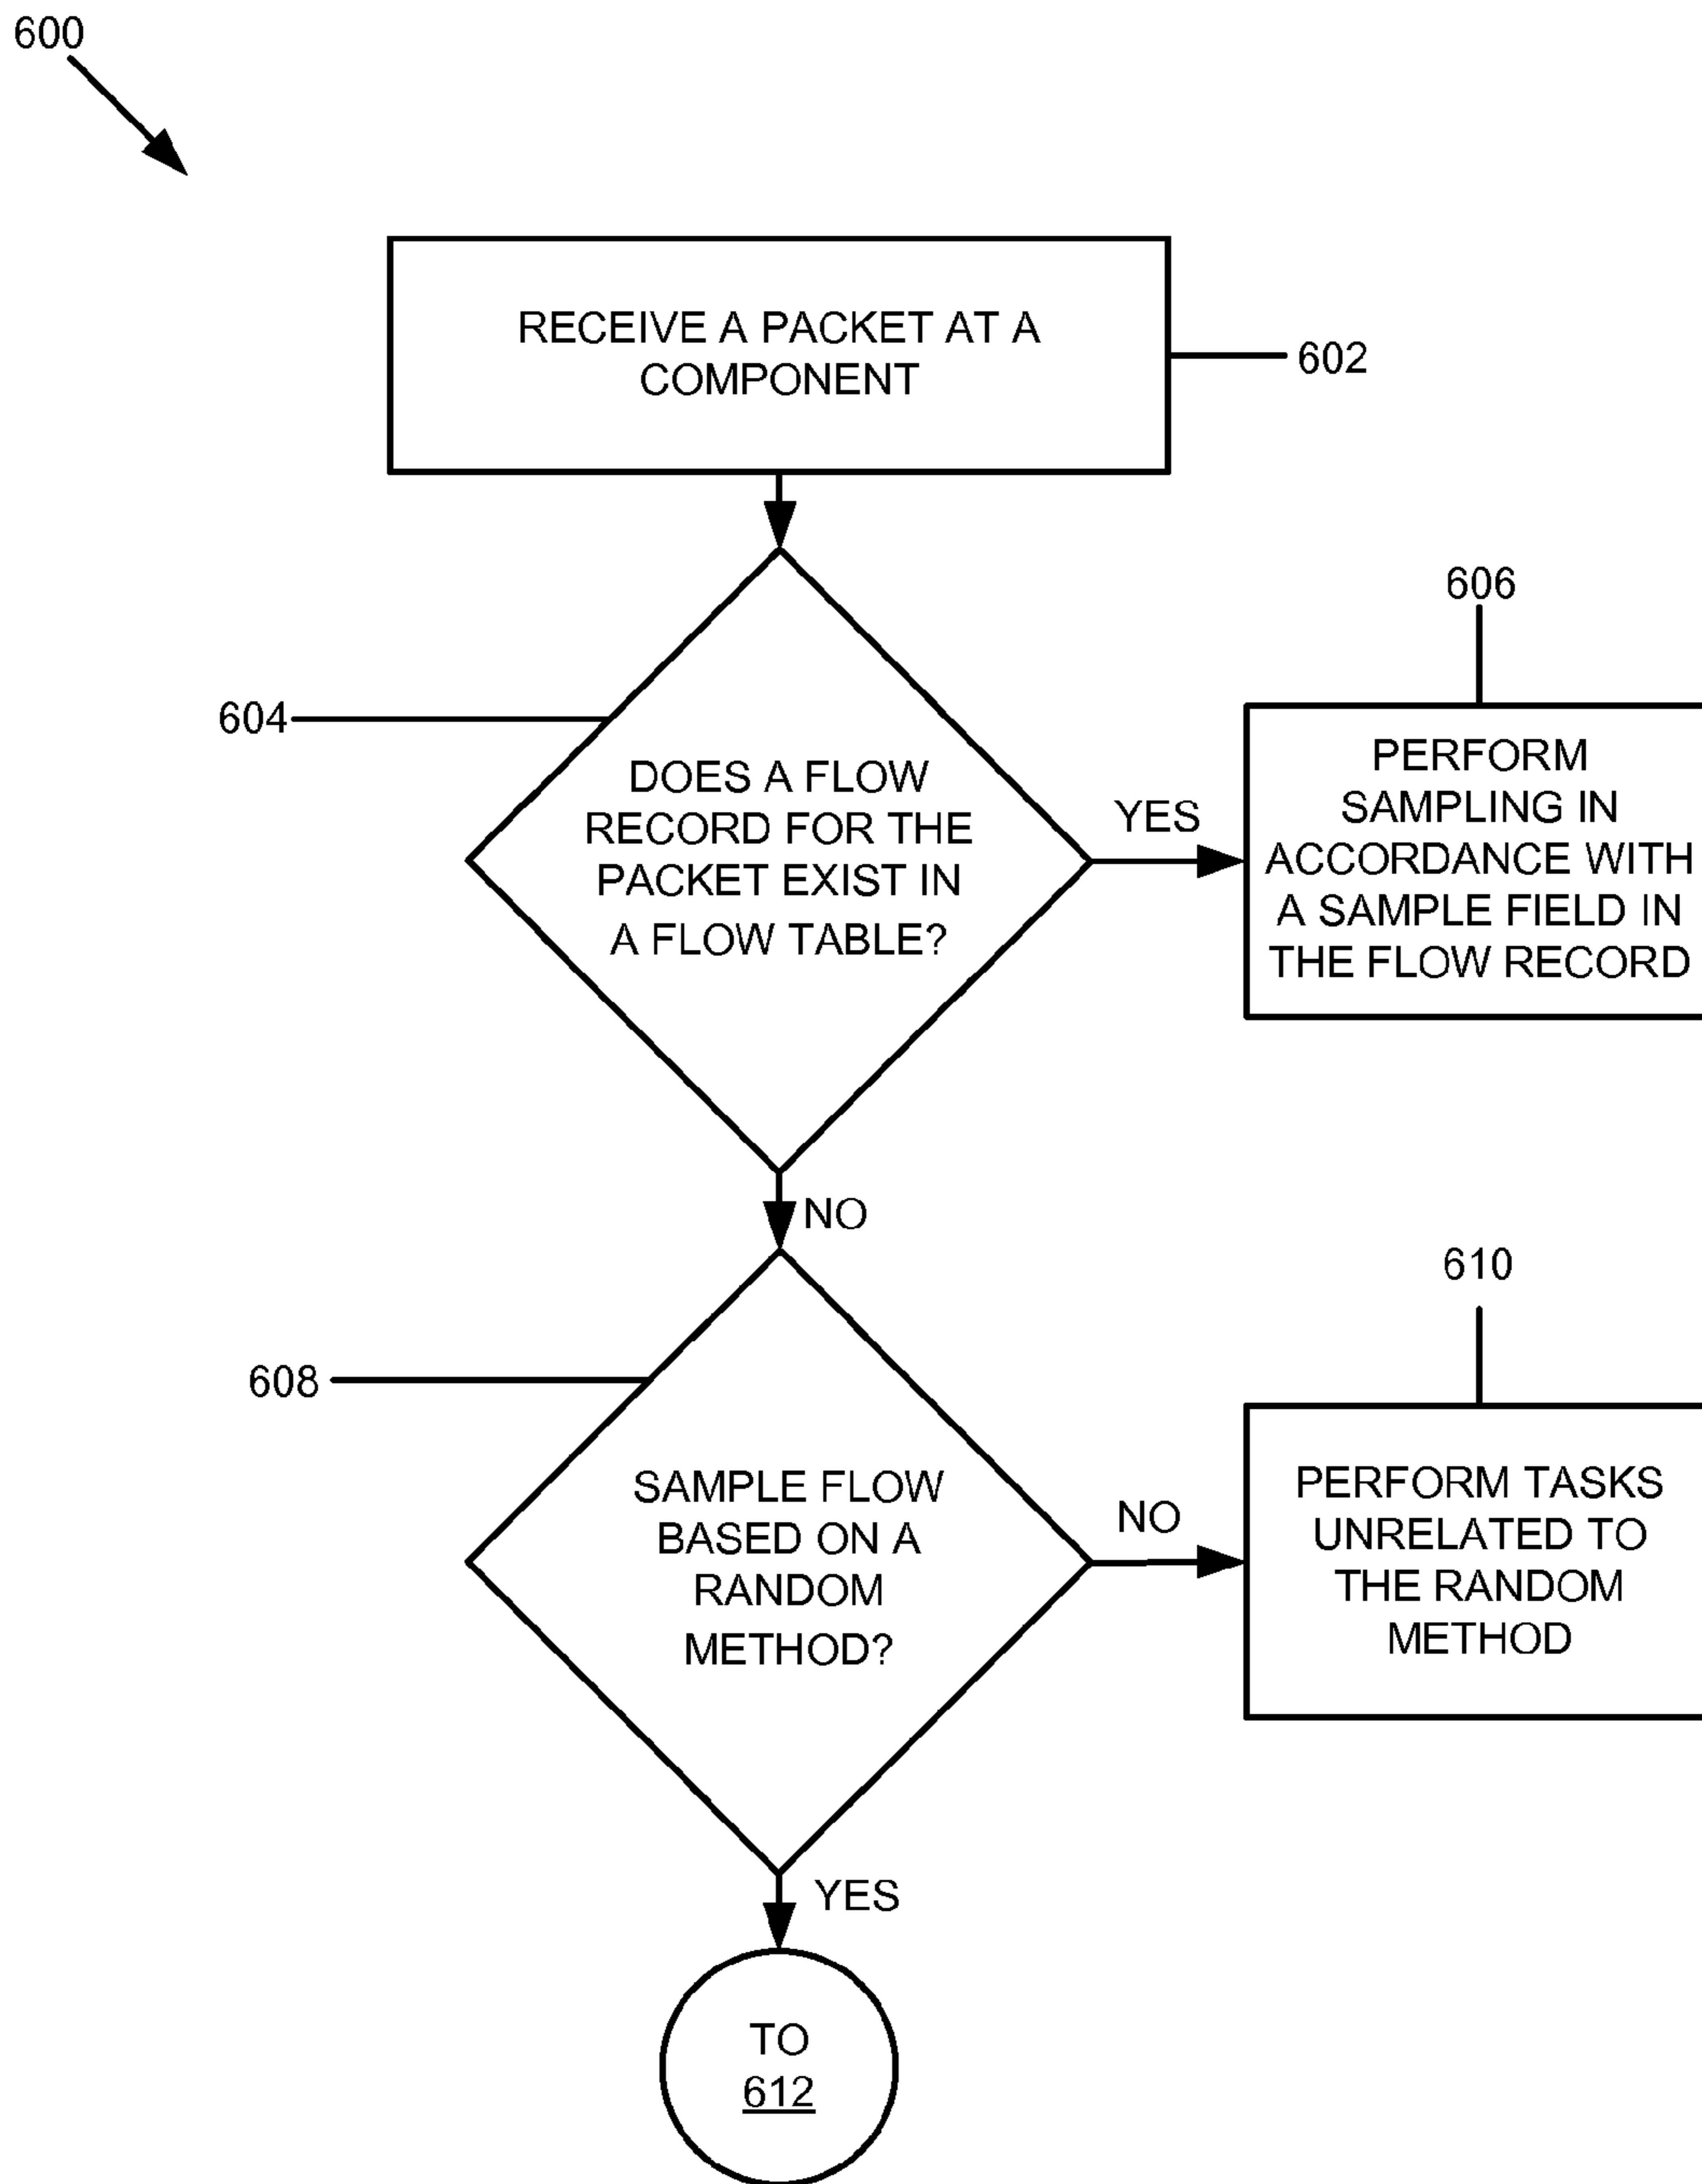 600
RECEIVE A PACKET AT A
COMPONENT
602
604
DOES A FLOW
RECORD FOR THE
PACKET EXIST IN
A FLOW TABLE?
YES
606
PERFORM
SAMPLING IN
ACCORDANCE WITH
A SAMPLE FIELD IN
THE FLOW RECORD
NO
608
SAMPLE FLOW
BASED ON A
RANDOM
METHOD?
NO
610
PERFORM TASKS
UNRELATED TO
THE RANDOM
METHOD
YES
TO
612